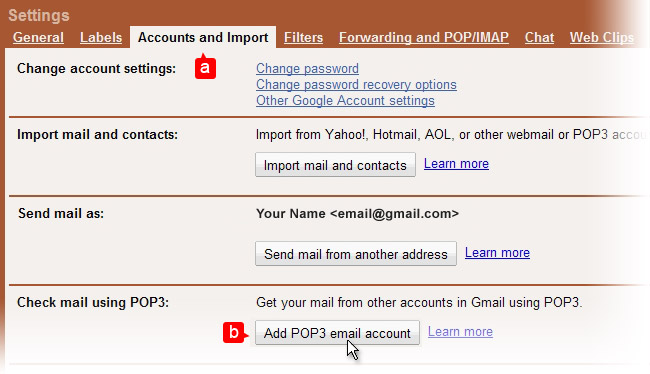 Settings
General Labels Accounts and Import Filters Forwarding and POP/IMAP Chat Web Clips
a
Change account settings: Change password
Change password recovery options
Other Google Account settings
Import mail and contacts: Import from Yahoo!, Hotmail, AOL, or other webmail or POP3
Import mail and contacts Learn more
Send mail as: Your Name <email@gmail.com>
Send mail from another address Learn more
Check mail using POP3: Get your mail from other accounts in Gmail using POP3.
b Add POP3 email account Learn more